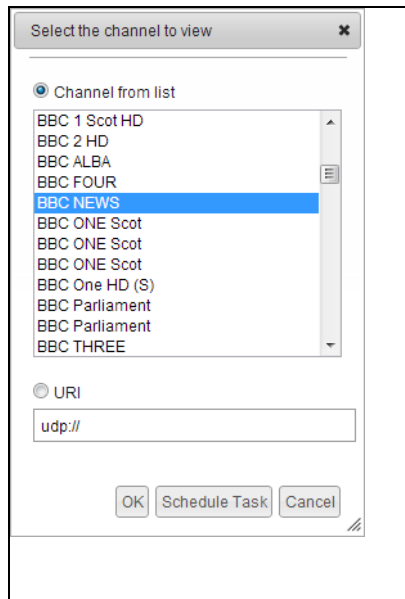 Select the channel to view
Channel from list
BBC 1 Scot HD
BBC 2 HD
BBC ALBA
BBC FOUR
BBC NEWS
BBC ONE Scot
BBC ONE Scot
BBC ONE Scot
BBC One HD (S)
BBC Parliament
BBC Parliament
BBC THREE
URI
udp://
OK Schedule Task Cancel